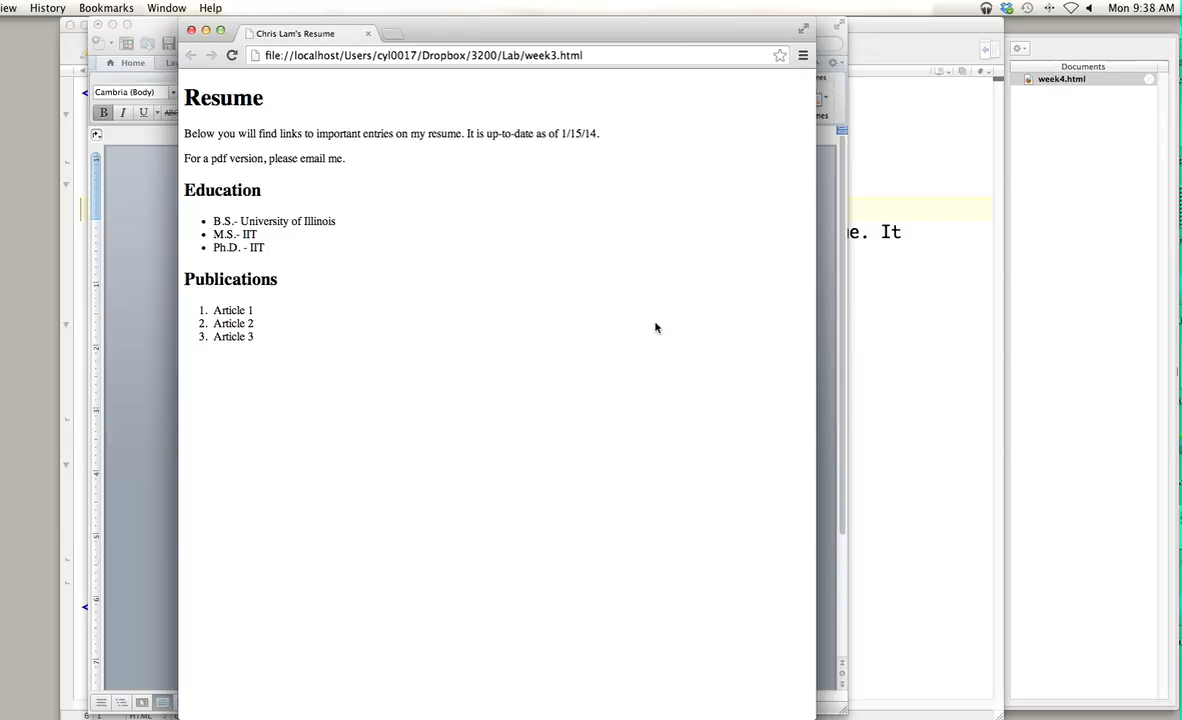 iew History Bookmarks Window Help
Mon 9:38 AM
Chris Lam's Resume
file://localhost/Users/cyl0017/Dropbox/3200/Lab/week3.html
Documents
week4.html
Home
La
Cambria (Body)
B I U ABC
Resume
Below you will find links to important entries on my resume. It is up-to-date as of 1/15/14.
For a pdf version, please email me.
Education
• B.S.- University of Illinois
• M.S.- IIT
• Ph.D. - IIT
Publications
1. Article 1
2. Article 2
3. Article 3
e. It